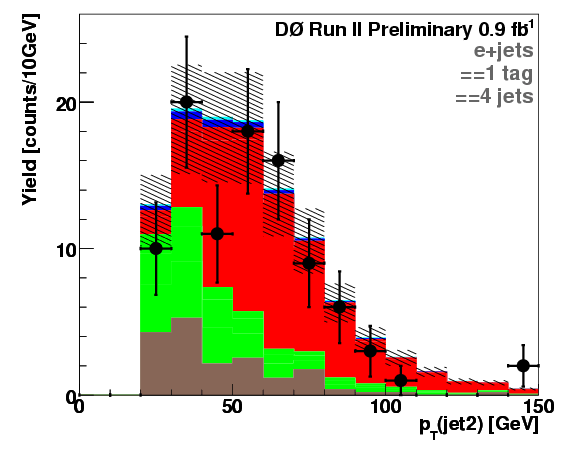 DØ Run II Preliminary 0.9 fb-1
e+jets
==1 tag
==4 jets
Yield [counts/10GeV]
20
10
0
0 50 100 150
pT(jet2) [GeV]